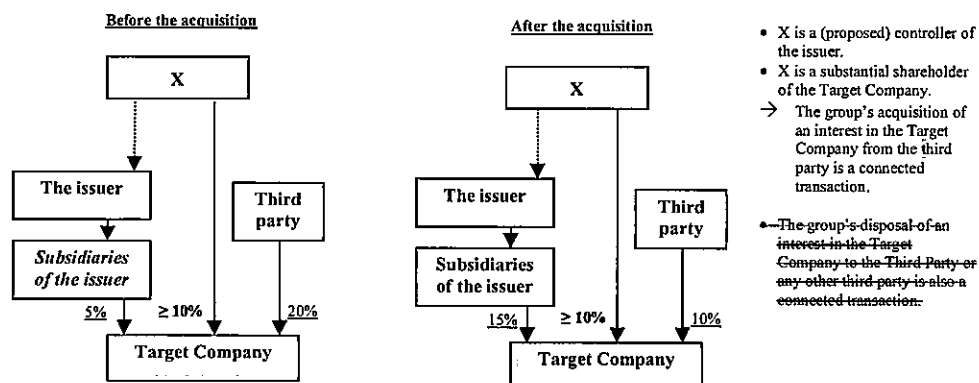 Before the acquisition
X
The issuer
Third
party
Subsidiaries
of the issuer
5%
≥ 10%
20%
Target Company
After the acquisition
X
The issuer
Third
party
Subsidiaries
of the issuer
15%
≥ 10%
10%
Target Company
• X is a (proposed) controller of
the issuer.
• X is a substantial shareholder
of the Target Company.
→ The group's acquisition of
an interest in the Target
Company from the third
party is a connected
transaction.
• The group's disposal of an
interest in the Target
Company to the Third Party or
any other third party is also a
connected transaction.